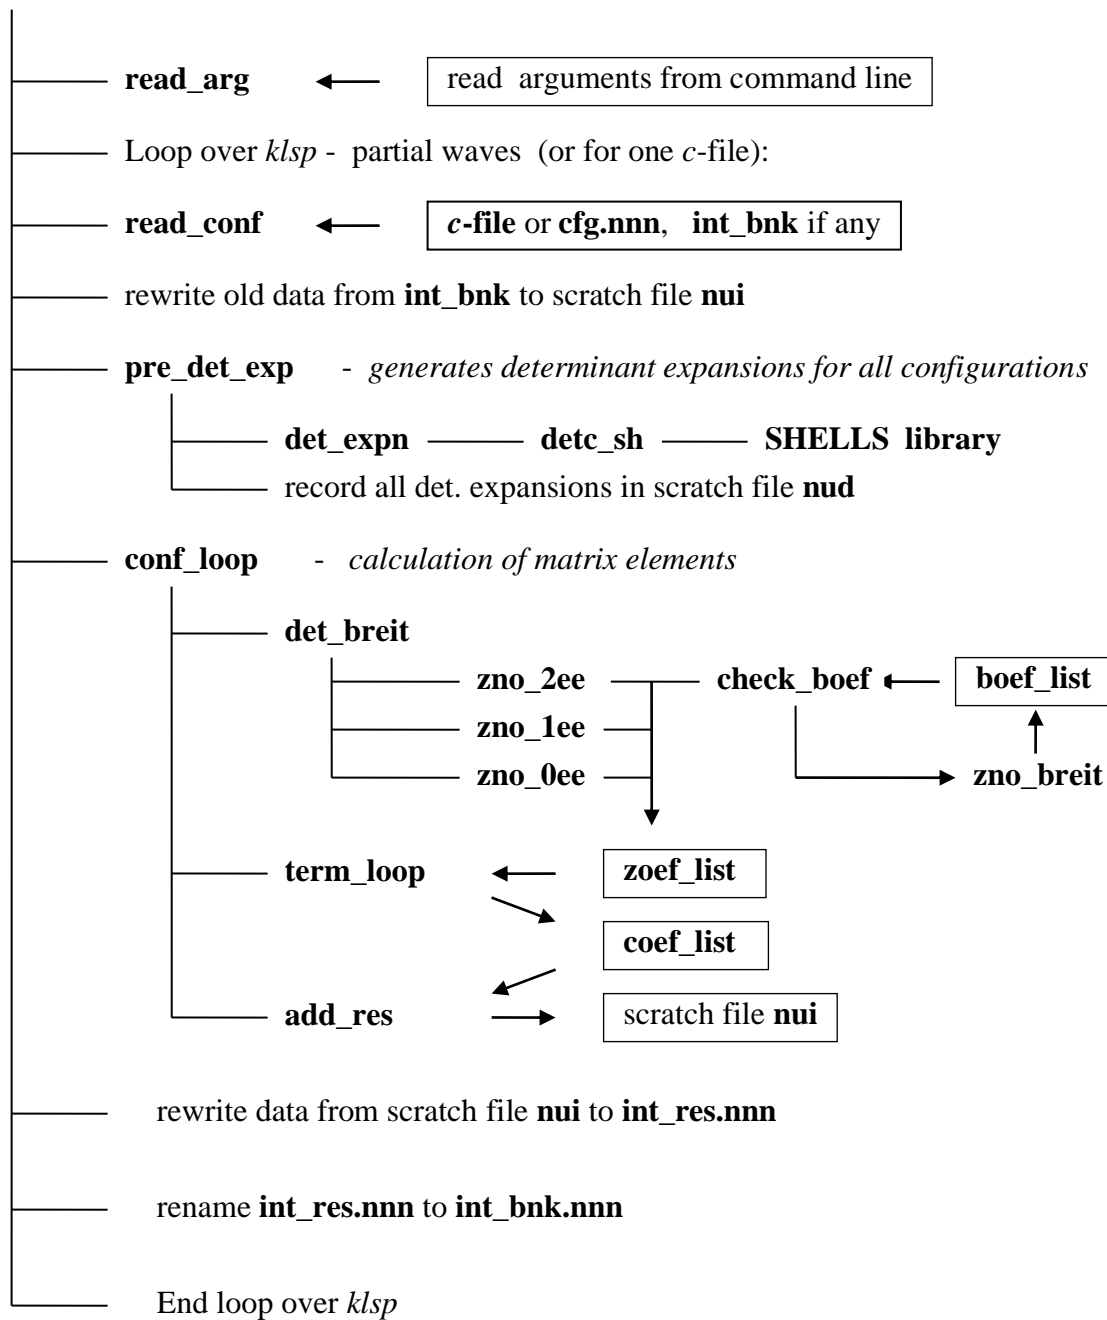 read_arg read arguments from command line
Loop over klsp - partial waves (or for one c-file):
read_conf c-file or cfg.nnn, int_bnk if any
rewrite old data from int_bnk to scratch file nui
pre_det_exp - generates determinant expansions for all configurations
det_expn detc_sh SHELLS library
record all det. expansions in scratch file nud
conf_loop - calculation of matrix elements
det_breit
zno_2ee check_boef boef_list
zno_1ee
zno_0ee zno_breit
term_loop zoef_list
coef_list
add_res scratch file nui
rewrite data from scratch file nui to int_res.nnn
rename int_res.nnn to int_bnk.nnn
End loop over klsp